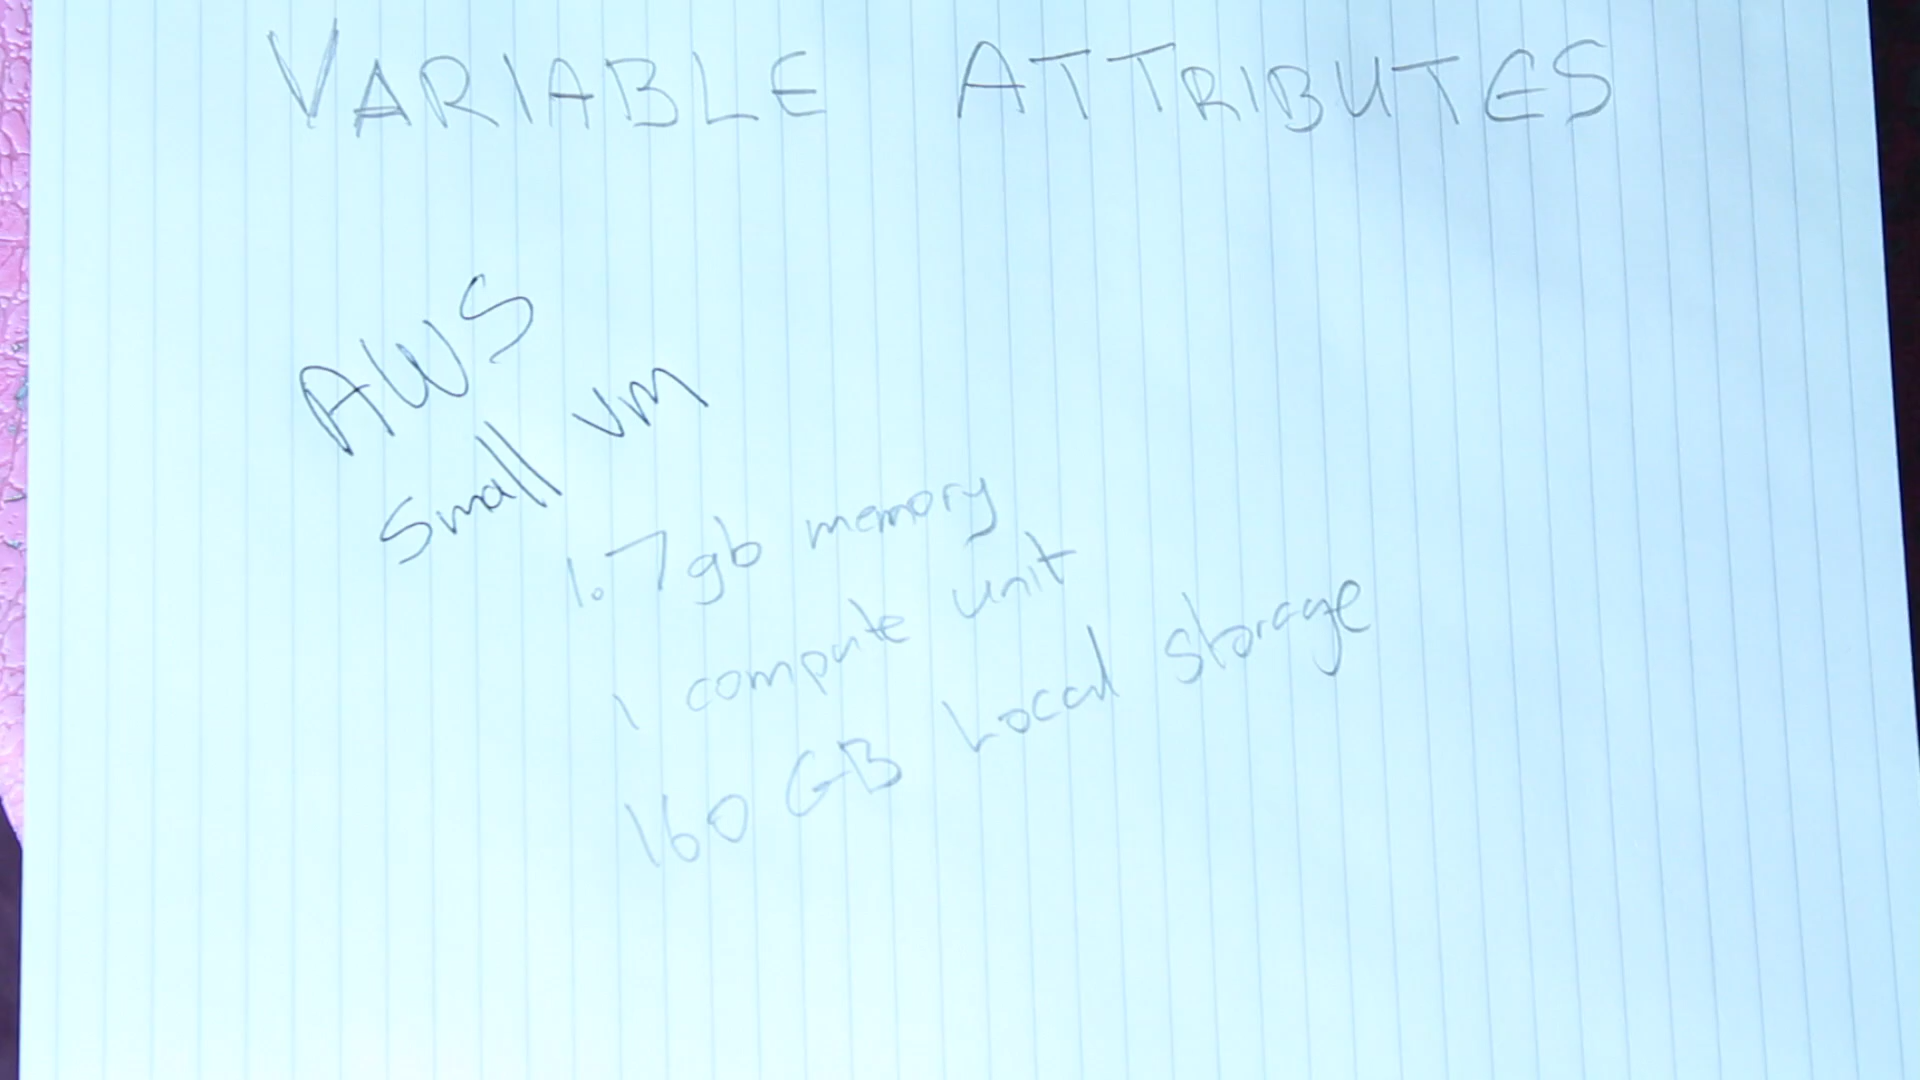 VARIABLE ATTRIBUTES
AWS
Small VM
1.7gb memory
1 compute unit
160 GB Local storage